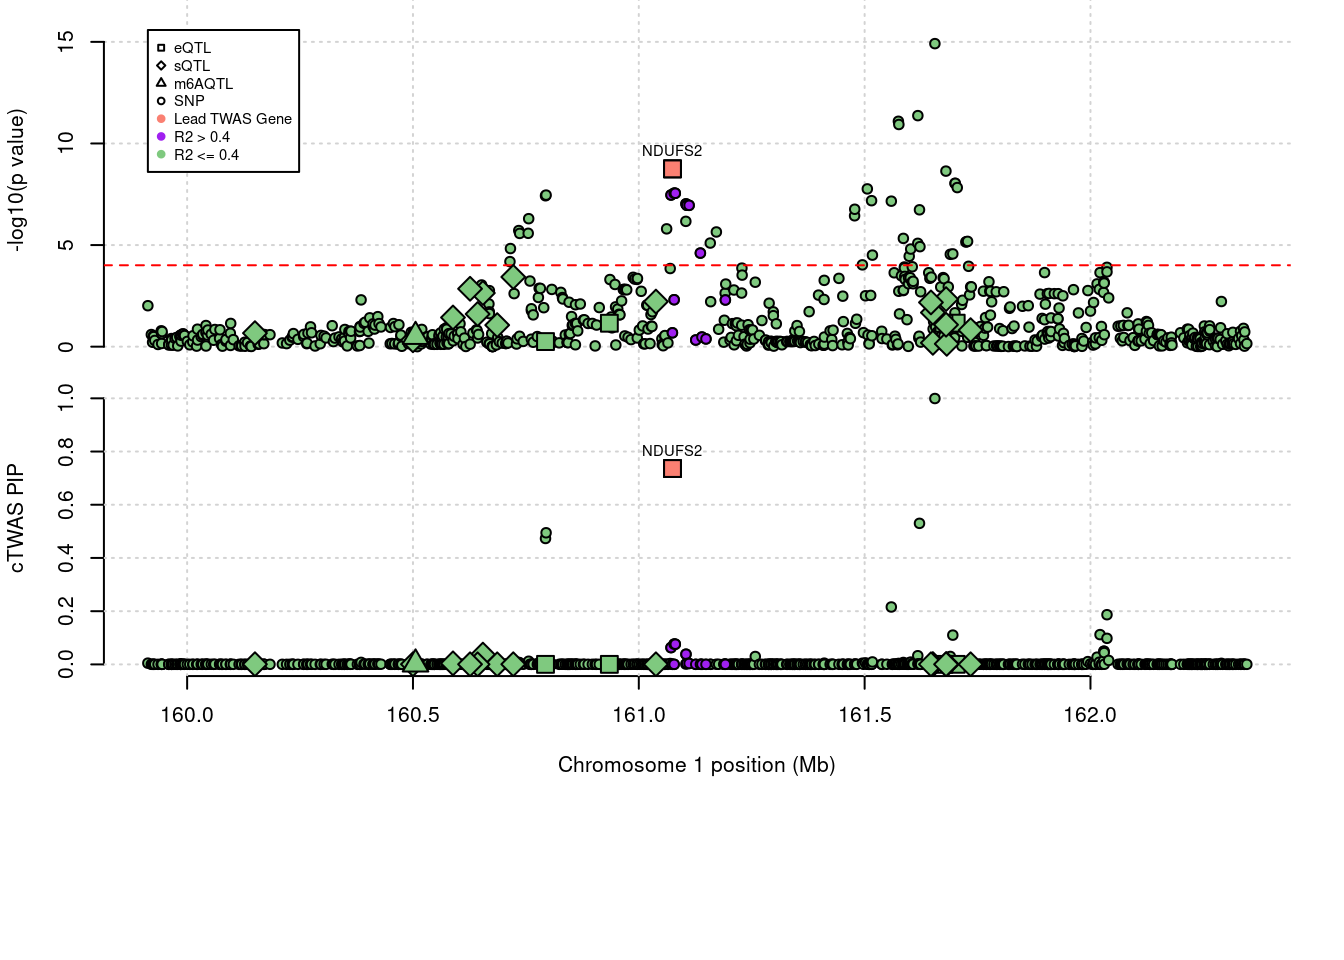 15
10
5
0
-log10(p value)
eQTL
sQTL
m6AQTL
SNP
Lead TWAS Gene
R2 > 0.4
R2 <= 0.4
NDUFS2
1.0
0.8
0.6
0.4
0.2
0.0
cTWAS PIP
NDUFS2
160.0 160.5 161.0 161.5 162.0
Chromosome 1 position (Mb)